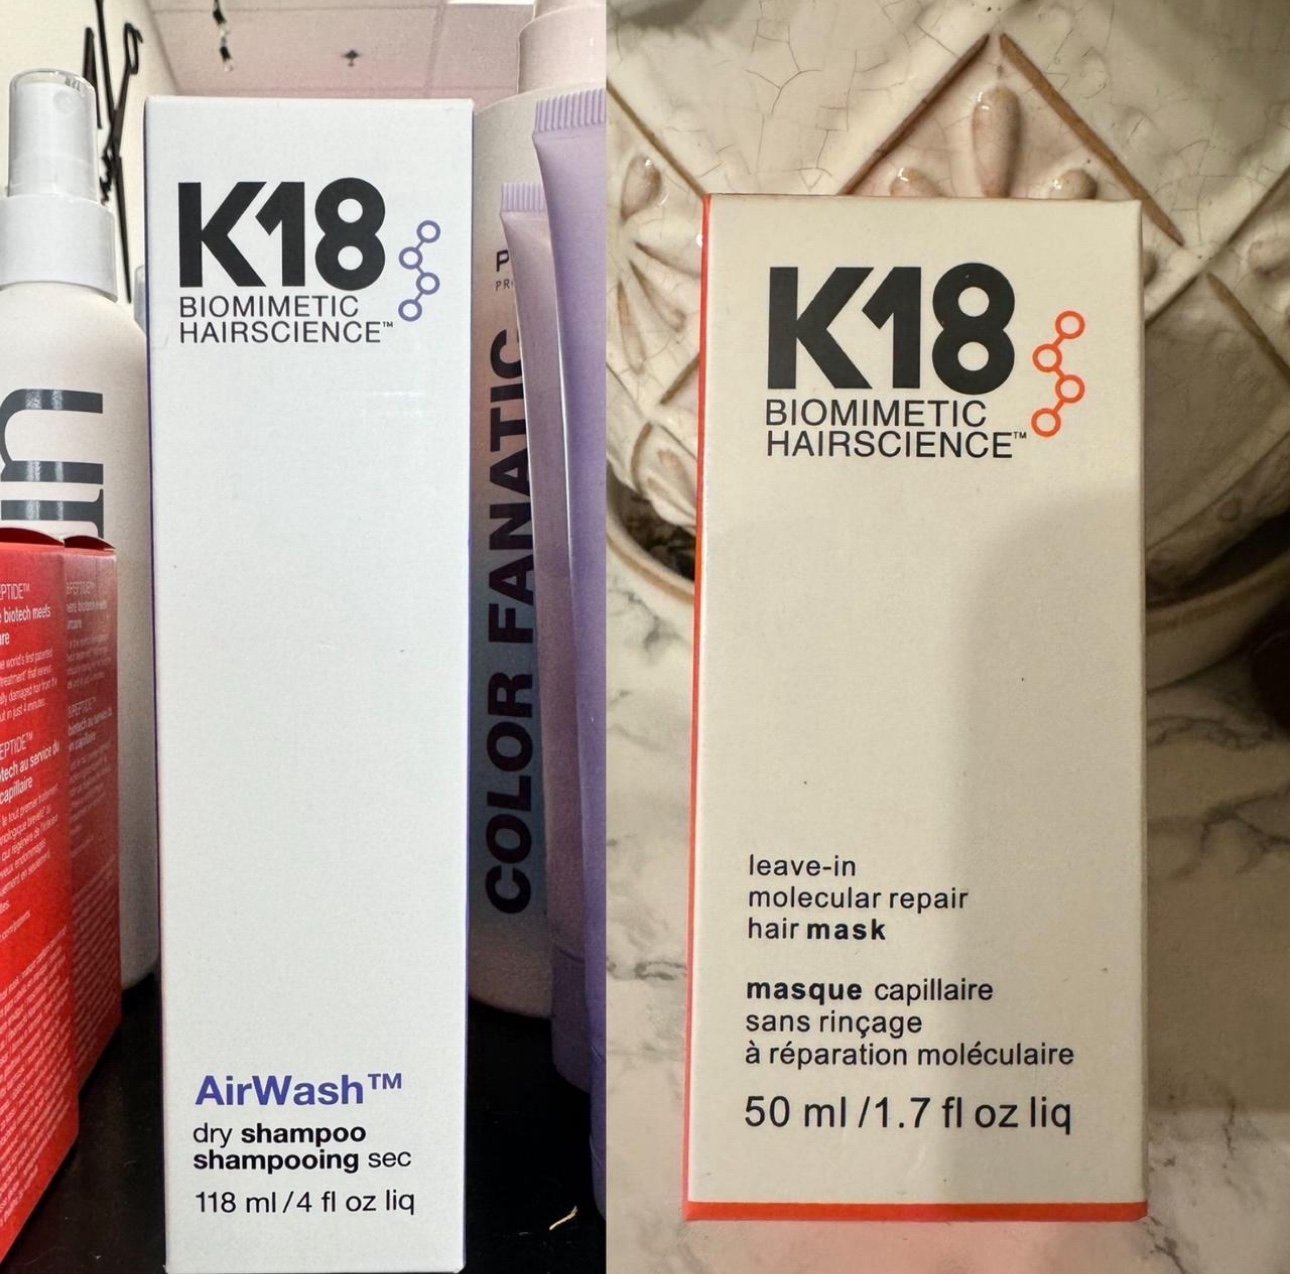 K18
BIOMIMETIC
HAIRSCIENCE™
AirWash™
dry shampoo
shampooing sec
118 ml / 4 fl oz liq
COLOR FANATIC
K18
BIOMIMETIC
HAIRSCIENCE™
leave-in
molecular repair
hair mask
masque capillaire
sans rinçage
à réparation moléculaire
50 ml / 1.7 fl oz liq